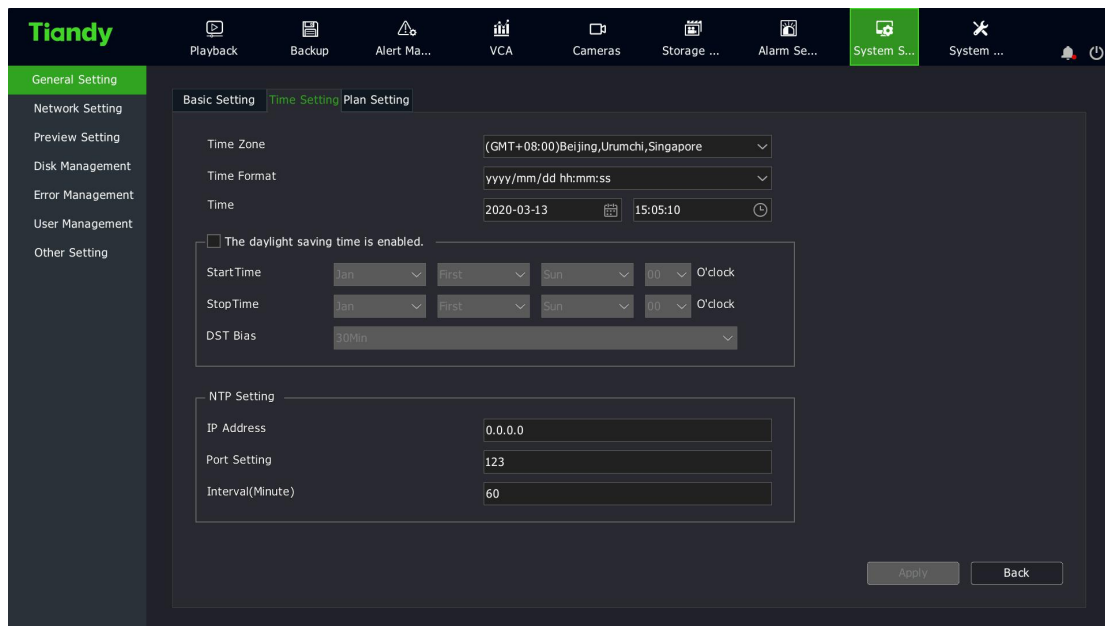 Tiandy
Playback Backup Alert Ma... VCA Cameras Storage ... Alarm Se... System S... System ...
General Setting
Network Setting
Preview Setting
Disk Management
Error Management
User Management
Other Setting
Basic Setting Time Setting Plan Setting
Time Zone (GMT+08:00)Beijing,Urumchi,Singapore
Time Format yyyy/mm/dd hh:mm:ss
Time 2020-03-13 15:05:10
The daylight saving time is enabled.
StartTime Jan First Sun 00 O'clock
StopTime Jan First Sun 00 O'clock
DST Bias 30Min
NTP Setting
IP Address 0.0.0.0
Port Setting 123
Interval(Minute) 60
Apply Back